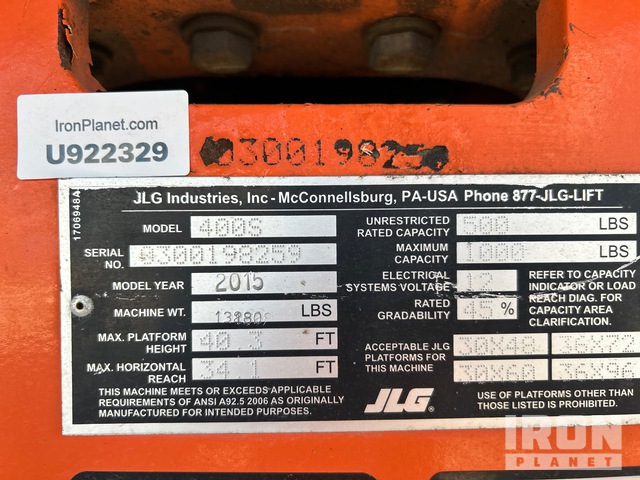 IronPlanet.com
U922329
1706948A
JLG Industries, Inc - McConnellsburg, PA-USA Phone 877-JLG-LIFT
MODEL 400S
SERIAL NO. 0300198259
MODEL YEAR 2015
MACHINE WT. LBS
MAX. PLATFORM HEIGHT 40.3 FT
MAX. HORIZONTAL REACH 34.1 FT
THIS MACHINE MEETS OR EXCEEDS APPLICABLE
REQUIREMENTS OF ANSI A92.5 2006 AS ORIGINALLY
MANUFACTURED FOR INTENDED PURPOSES.
UNRESTRICTED RATED CAPACITY 500 LBS
MAXIMUM CAPACITY 1000 LBS
ELECTRICAL SYSTEMS VOLTAGE 12
RATED GRADABILITY 45 %
REFER TO CAPACITY
INDICATOR OR LOAD
REACH DIAG. FOR
CAPACITY AREA
CLARIFICATION.
ACCEPTABLE JLG
PLATFORMS FOR
THIS MACHINE
30X48 36X72
30X60 36X96
JLG
USE OF PLATFORMS OTHER THAN
THOSE LISTED IS PROHIBITED.
IRON
PLANET